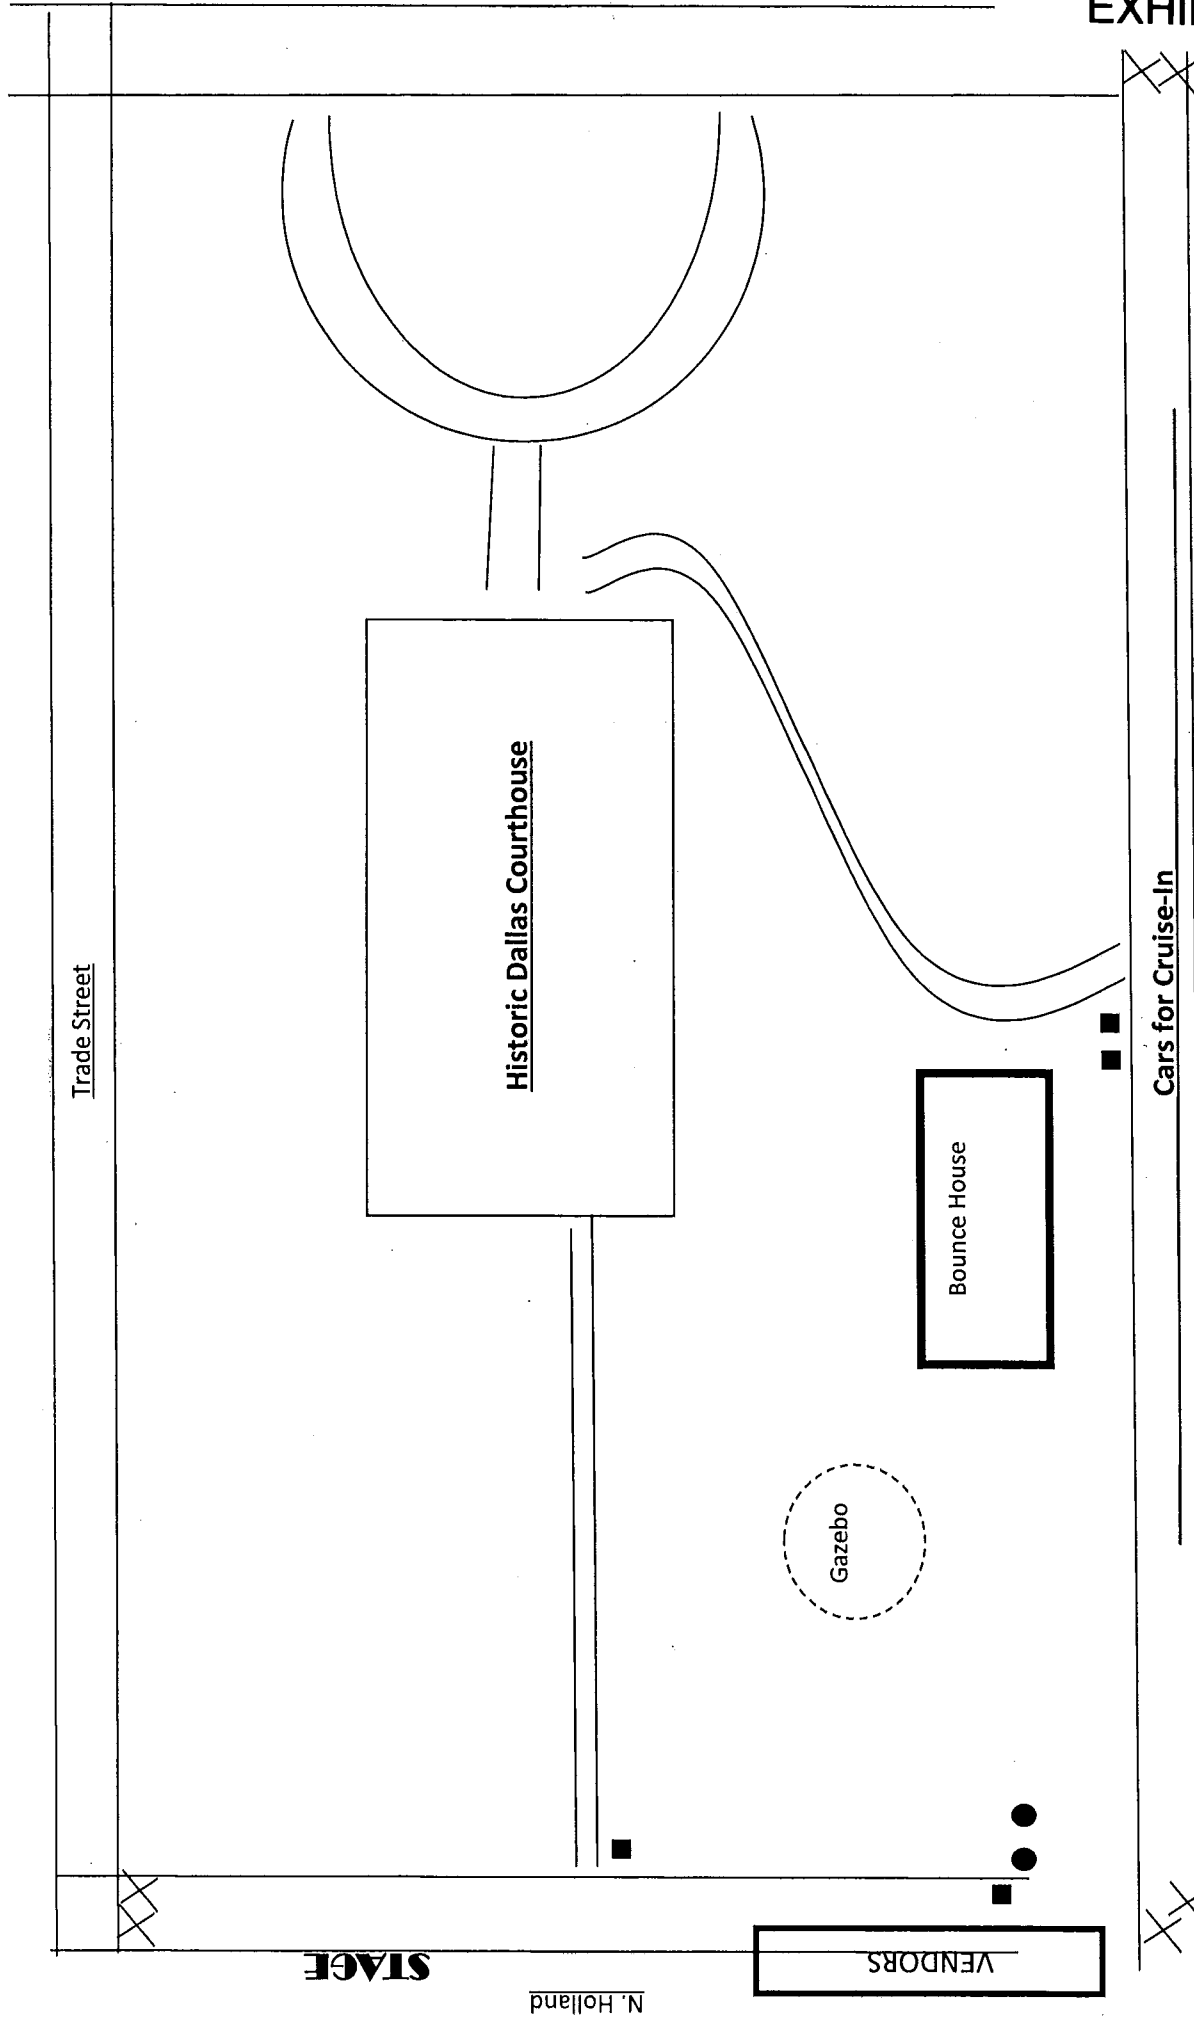 EXHI
Trade Street
Historic Dallas Courthouse
Cars for Cruise-In
Bounce House
Gazebo
STAGE
VENDORS
N. Holland